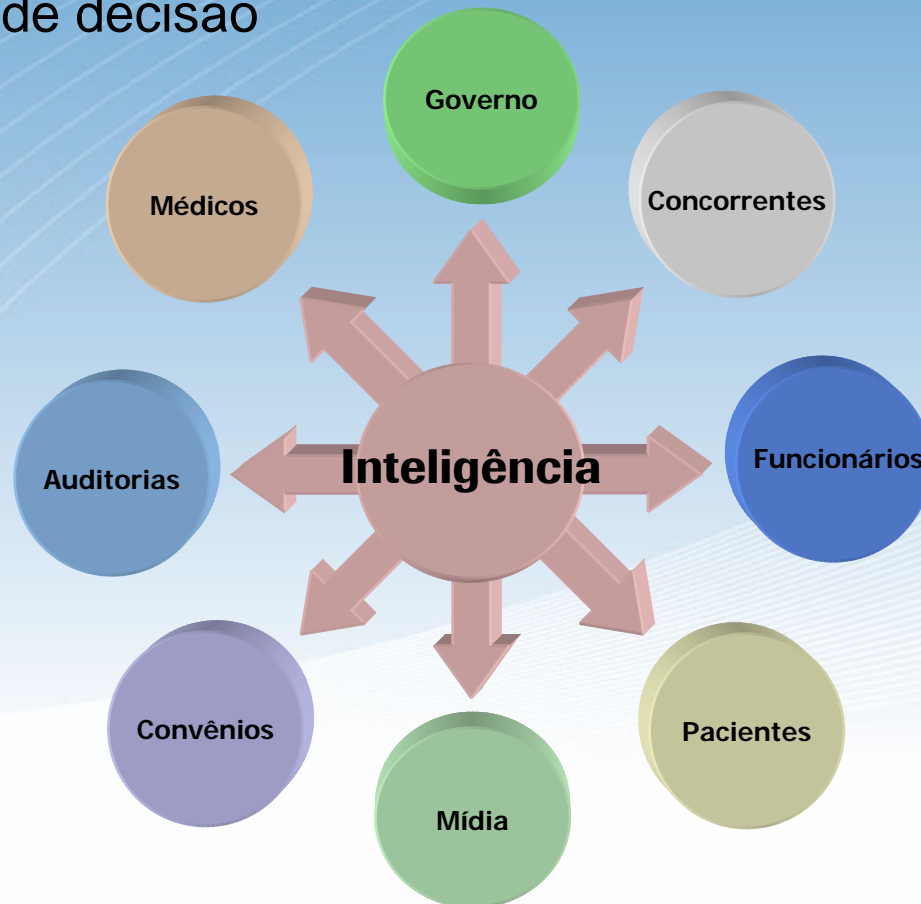 de decisão
Governo
Médicos
Concorrentes
Inteligência
Funcionários
Auditorias
Convênios
Pacientes
Mídia